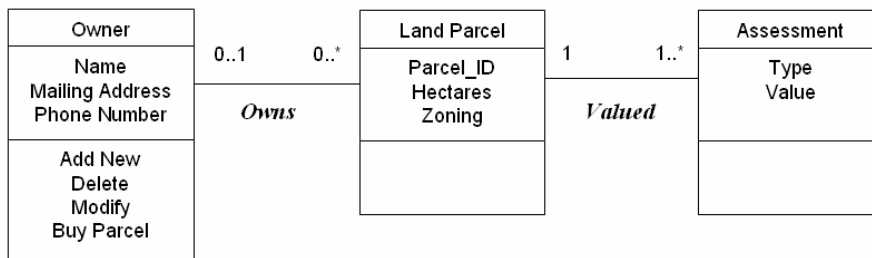 Owner
Name
Mailing Address
Phone Number
Add New
Delete
Modify
Buy Parcel
0..1 0..*
Owns
Land Parcel
Parcel_ID
Hectares
Zoning
1 1..*
Valued
Assessment
Type
Value